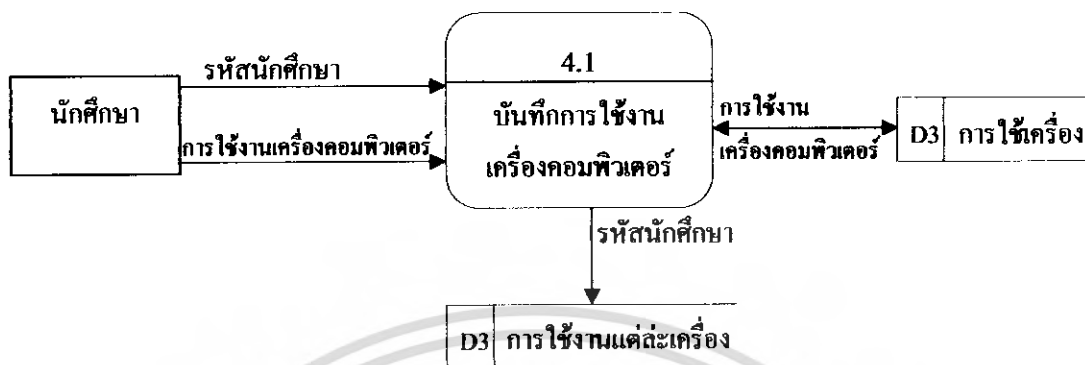 4.1
รหัสนักศึกษา
นักศึกษา
บันทึกการใช้งาน
เครื่องคอมพิวเตอร์
การใช้งานเครื่องคอมพิวเตอร์
การใช้งาน
เครื่องคอมพิวเตอร์
D3 การใช้เครื่อง
รหัสนักศึกษา
D3 การใช้งานแต่ล่ะเครื่อง